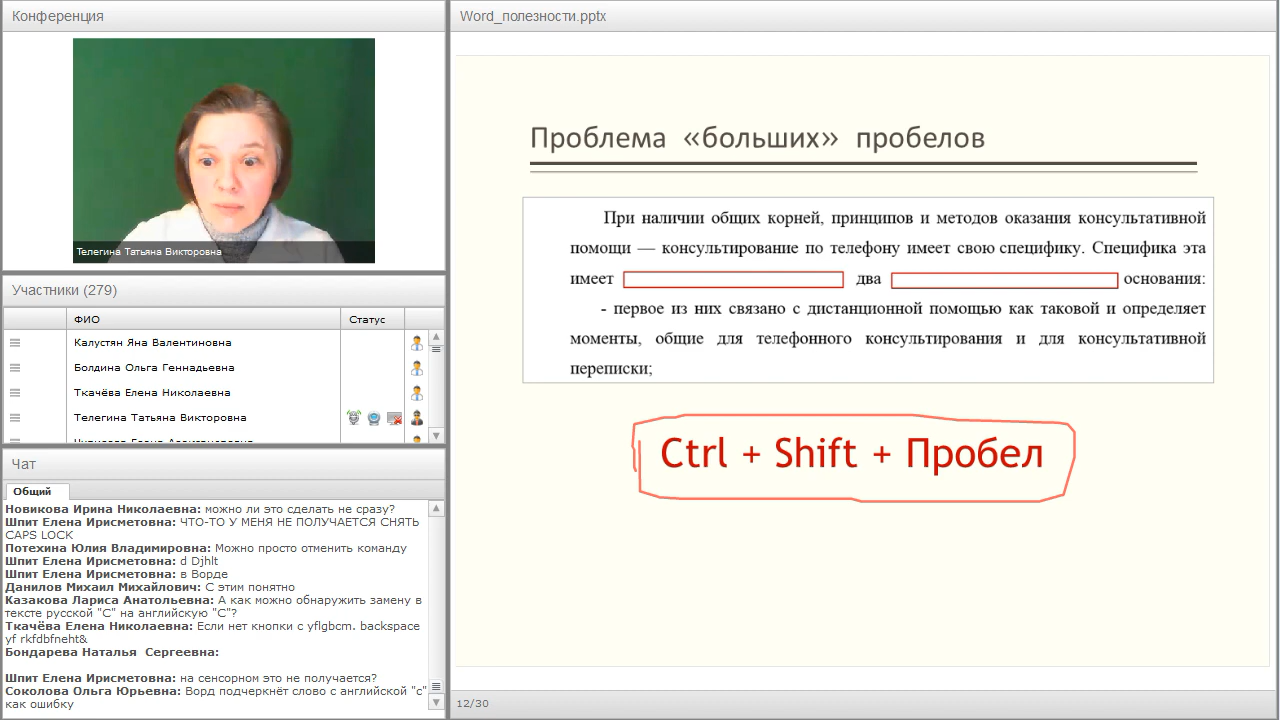 Конференция
Телегина Татьяна Викторовна
Участники (279)
ФИО Статус
Калустян Яна Валентиновна
Болдина Ольга Геннадьевна
Ткачёва Елена Николаевна
Телегина Татьяна Викторовна
Чат
Общий
Новикова Ирина Николаевна: можно ли это сделать не сразу?
Шпит Елена Ирисметовна: ЧТО-ТО У МЕНЯ НЕ ПОЛУЧАЕТСЯ СНЯТЬ
CAPS LOCK
Потехина Юлия Владимировна: Можно просто отменить команду
Шпит Елена Ирисметовна: d Djhlt
Шпит Елена Ирисметовна: в Ворде
Данилов Михаил Михайлович: С этим понятно
Казакова Лариса Анатольевна: А как можно обнаружить замену в
тексте русской "С" на английскую "С"?
Ткачёва Елена Николаевна: Если нет кнопки с yflgbcm. backspace
yf rkfdbfneht&
Бондарева Наталья Сергеевна:
Шпит Елена Ирисметовна: на сенсорном это не получается?
Соколова Ольга Юрьевна: Ворд подчеркнёт слово с английской "с"
как ошибку
Word_полезности.pptx
Проблема «больших» пробелов
При наличии общих корней, принципов и методов оказания консультативной
помощи — консультирование по телефону имеет свою специфику. Специфика эта
имеет два основания:
- первое из них связано с дистанционной помощью как таковой и определяет
моменты, общие для телефонного консультирования и для консультативной
переписки;
Ctrl + Shift + Пробел
12/30